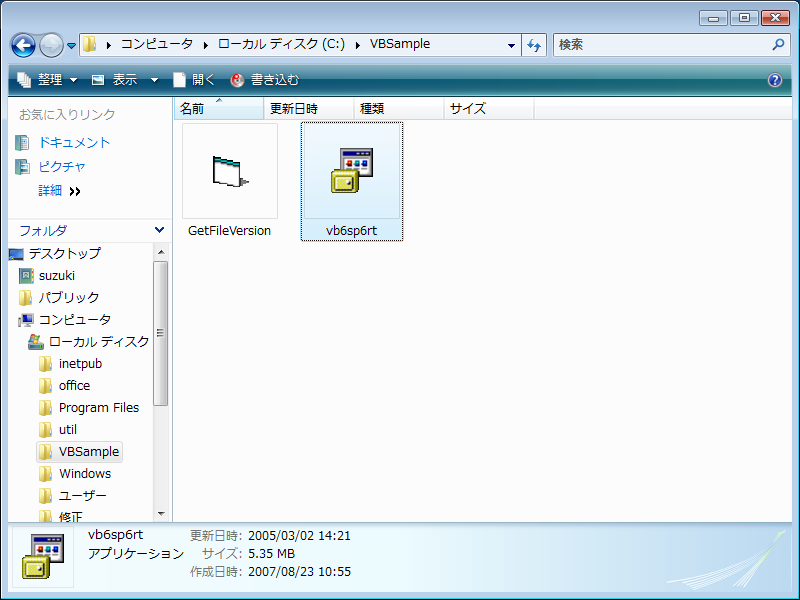 コンピュータ ▸ ローカル ディスク (C:) ▸ VBSample
検索
整理 表示 開く 書き込む
お気に入りリンク
ドキュメント
ピクチャ
詳細 »
フォルダ
デスクトップ
suzuki
パブリック
コンピュータ
ローカル ディスク
inetpub
office
Program Files
util
VBSample
Windows
ユーザー
修正
名前 更新日時 種類 サイズ
GetFileVersion
vb6sp6rt
vb6sp6rt
アプリケーション
更新日時: 2005/03/02 14:21
サイズ: 5.35 MB
作成日時: 2007/08/23 10:55